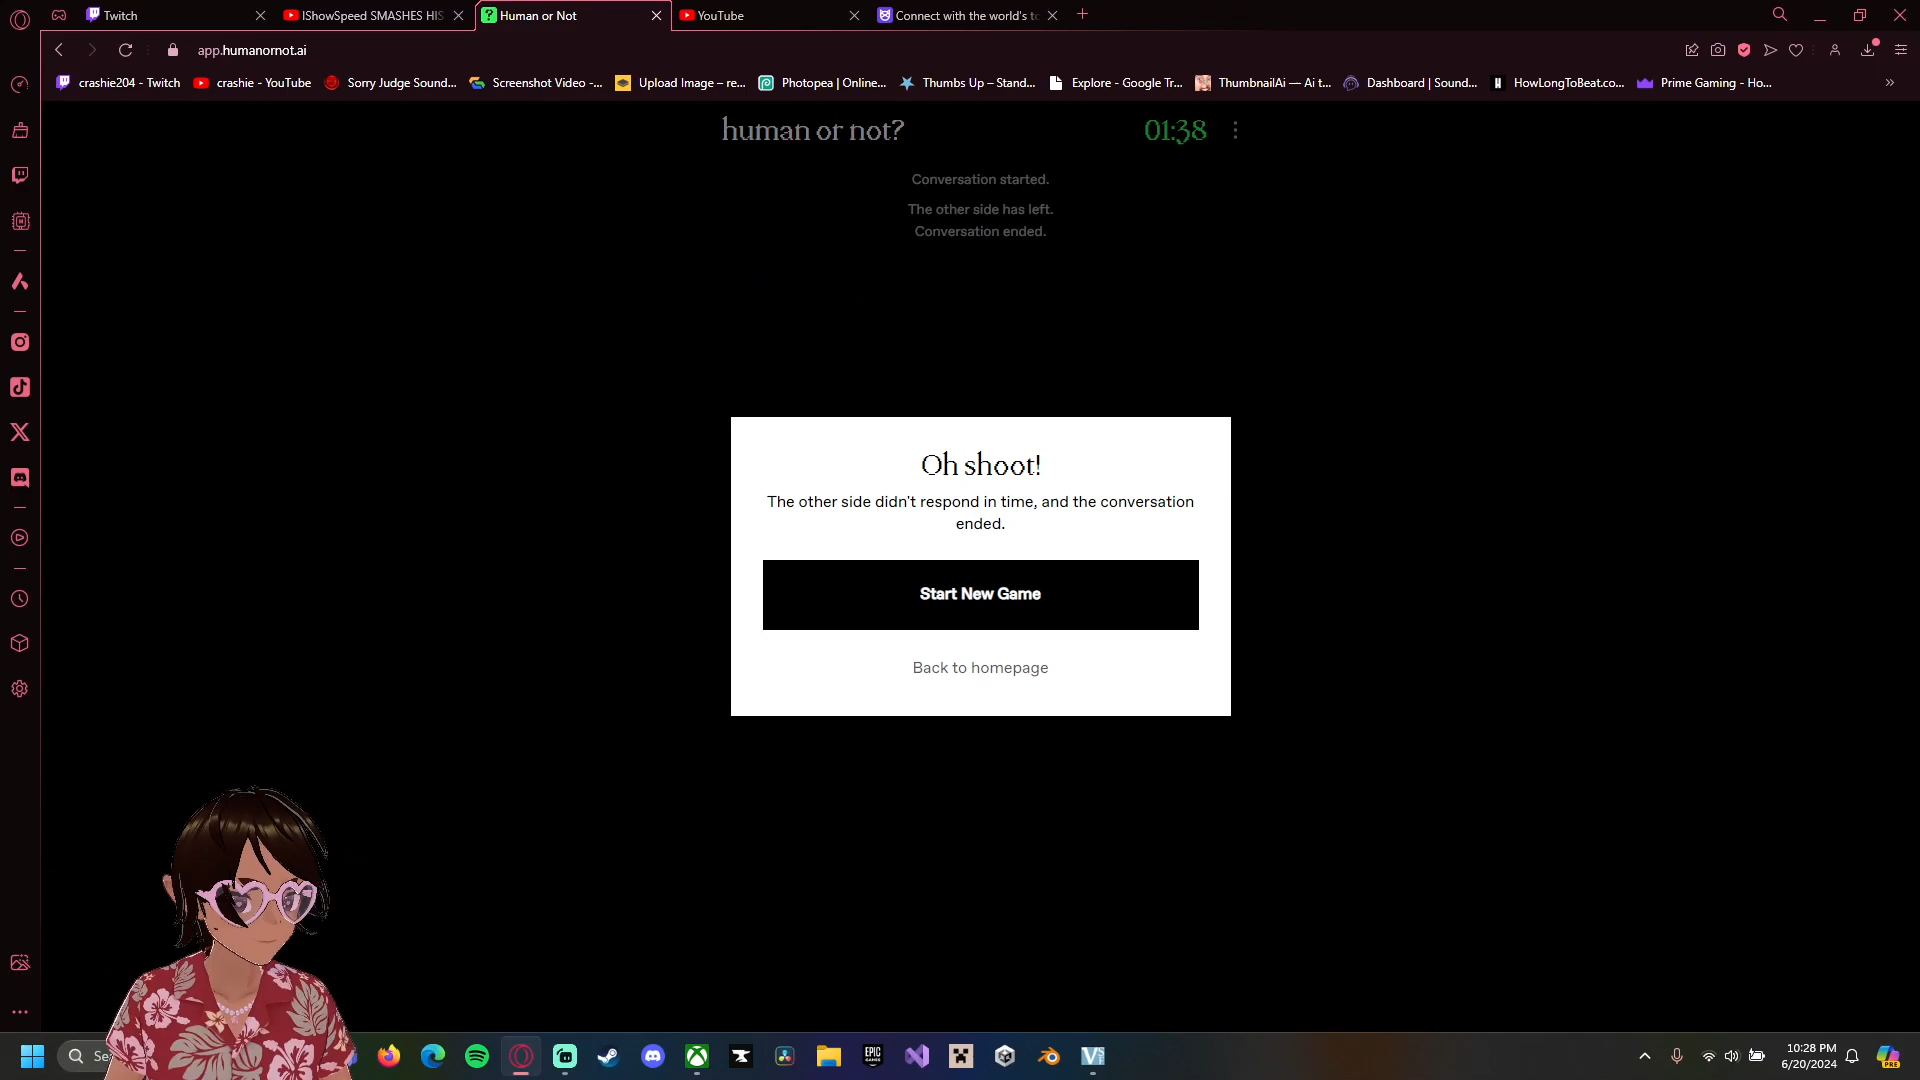 Twitch
IShowSpeed SMASHES HIS
Human or Not
YouTube
Connect with the world's to
app.humanornot.ai
crashie204 - Twitch
crashie - YouTube
Sorry Judge Sound...
Screenshot Video -...
Upload Image – re...
Photopea | Online...
Thumbs Up – Stand...
Explore - Google Tr...
ThumbnailAi — Ai t...
Dashboard | Sound...
HowLongToBeat.co...
Prime Gaming - Ho...
human or not?
01:38
Conversation started.
The other side has left.
Conversation ended.
Oh shoot!
The other side didn't respond in time, and the conversation
ended.
Start New Game
Back to homepage
10:28 PM
6/20/2024